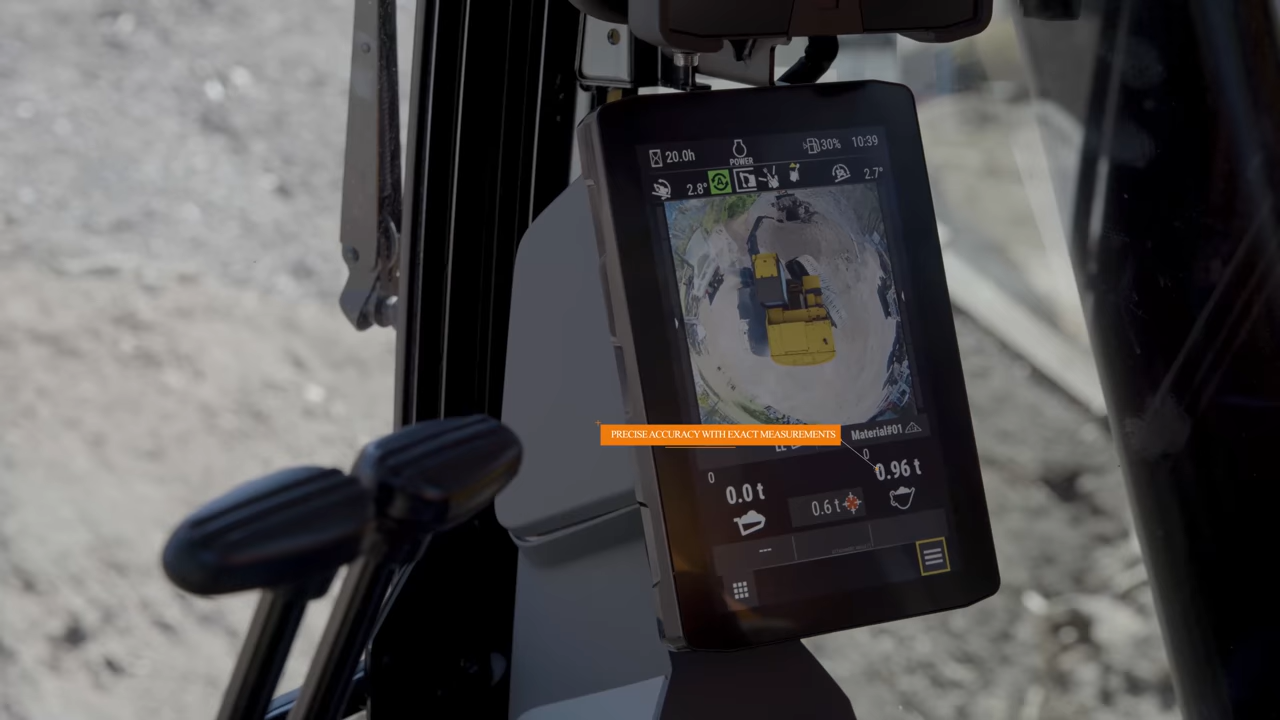 20.0h
POWER
30%
10:39
2.8°
2.7°
PRECISE ACCURACY WITH EXACT MEASUREMENTS
Material#01
0
0
0.96 t
0.0 t
0.6 t
---